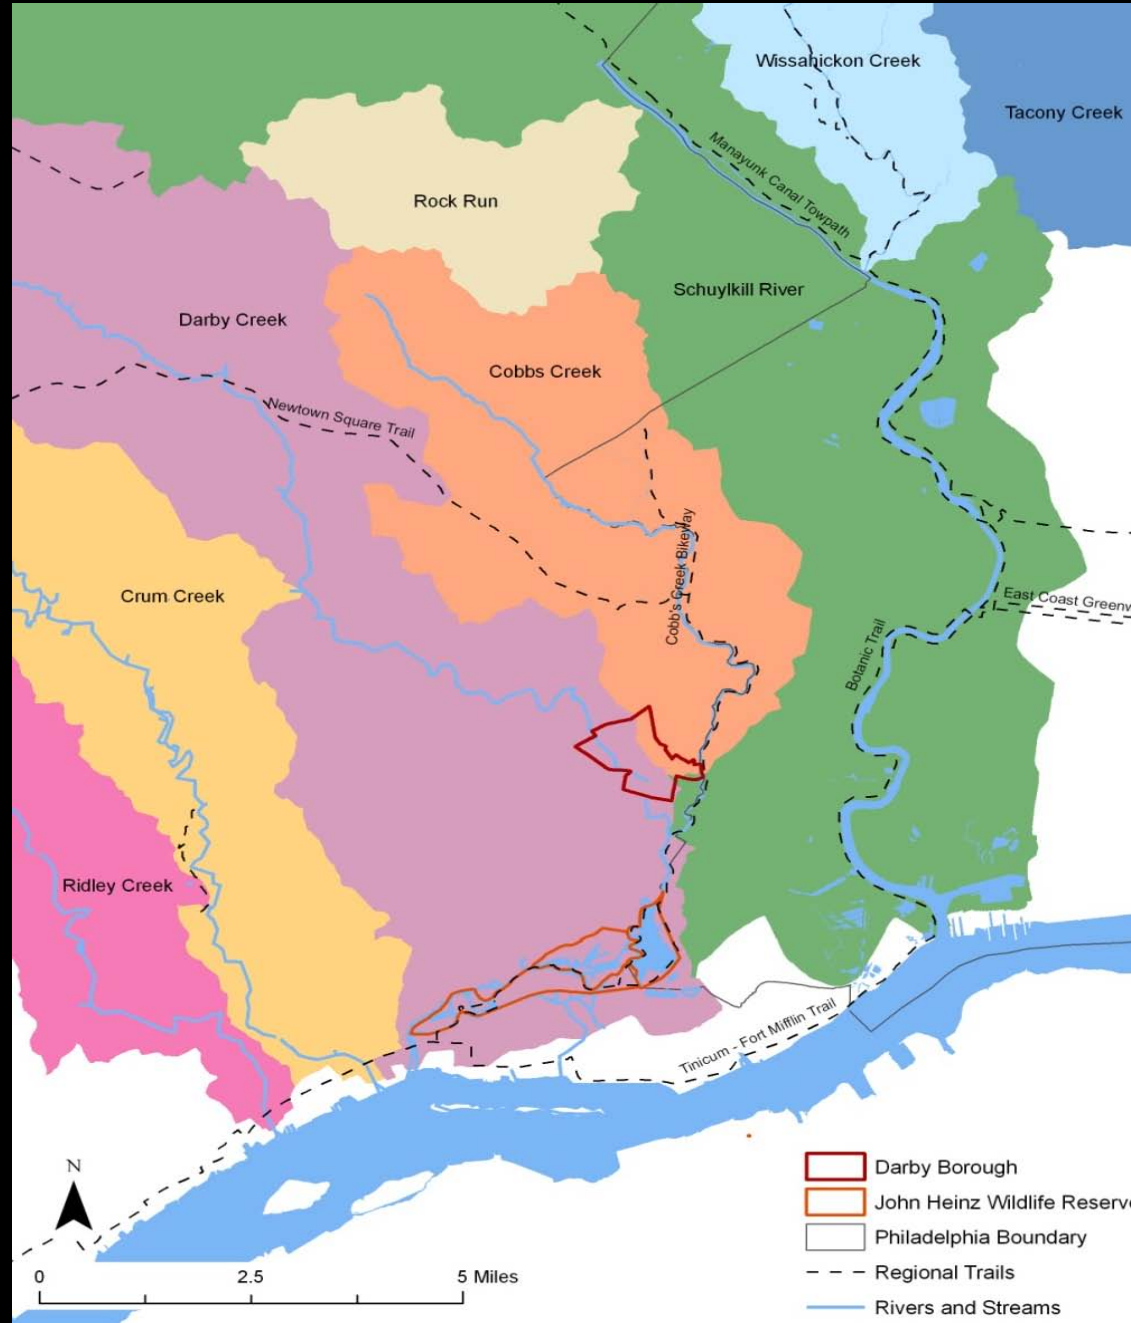 Wissahickon Creek
Tacony Creek
Manayunk Canal Towpath
Rock Run
Schuylkill River
Darby Creek
Cobbs Creek
Newtown Square Trail
Cobb's Creek Bikeway
Crum Creek
East Coast Greenw
Botanic Trail
Ridley Creek
Tinicum - Fort Mifflin Trail
N
Darby Borough
John Heinz Wildlife Reserve
Philadelphia Boundary
Regional Trails
Rivers and Streams
0 2.5 5 Miles